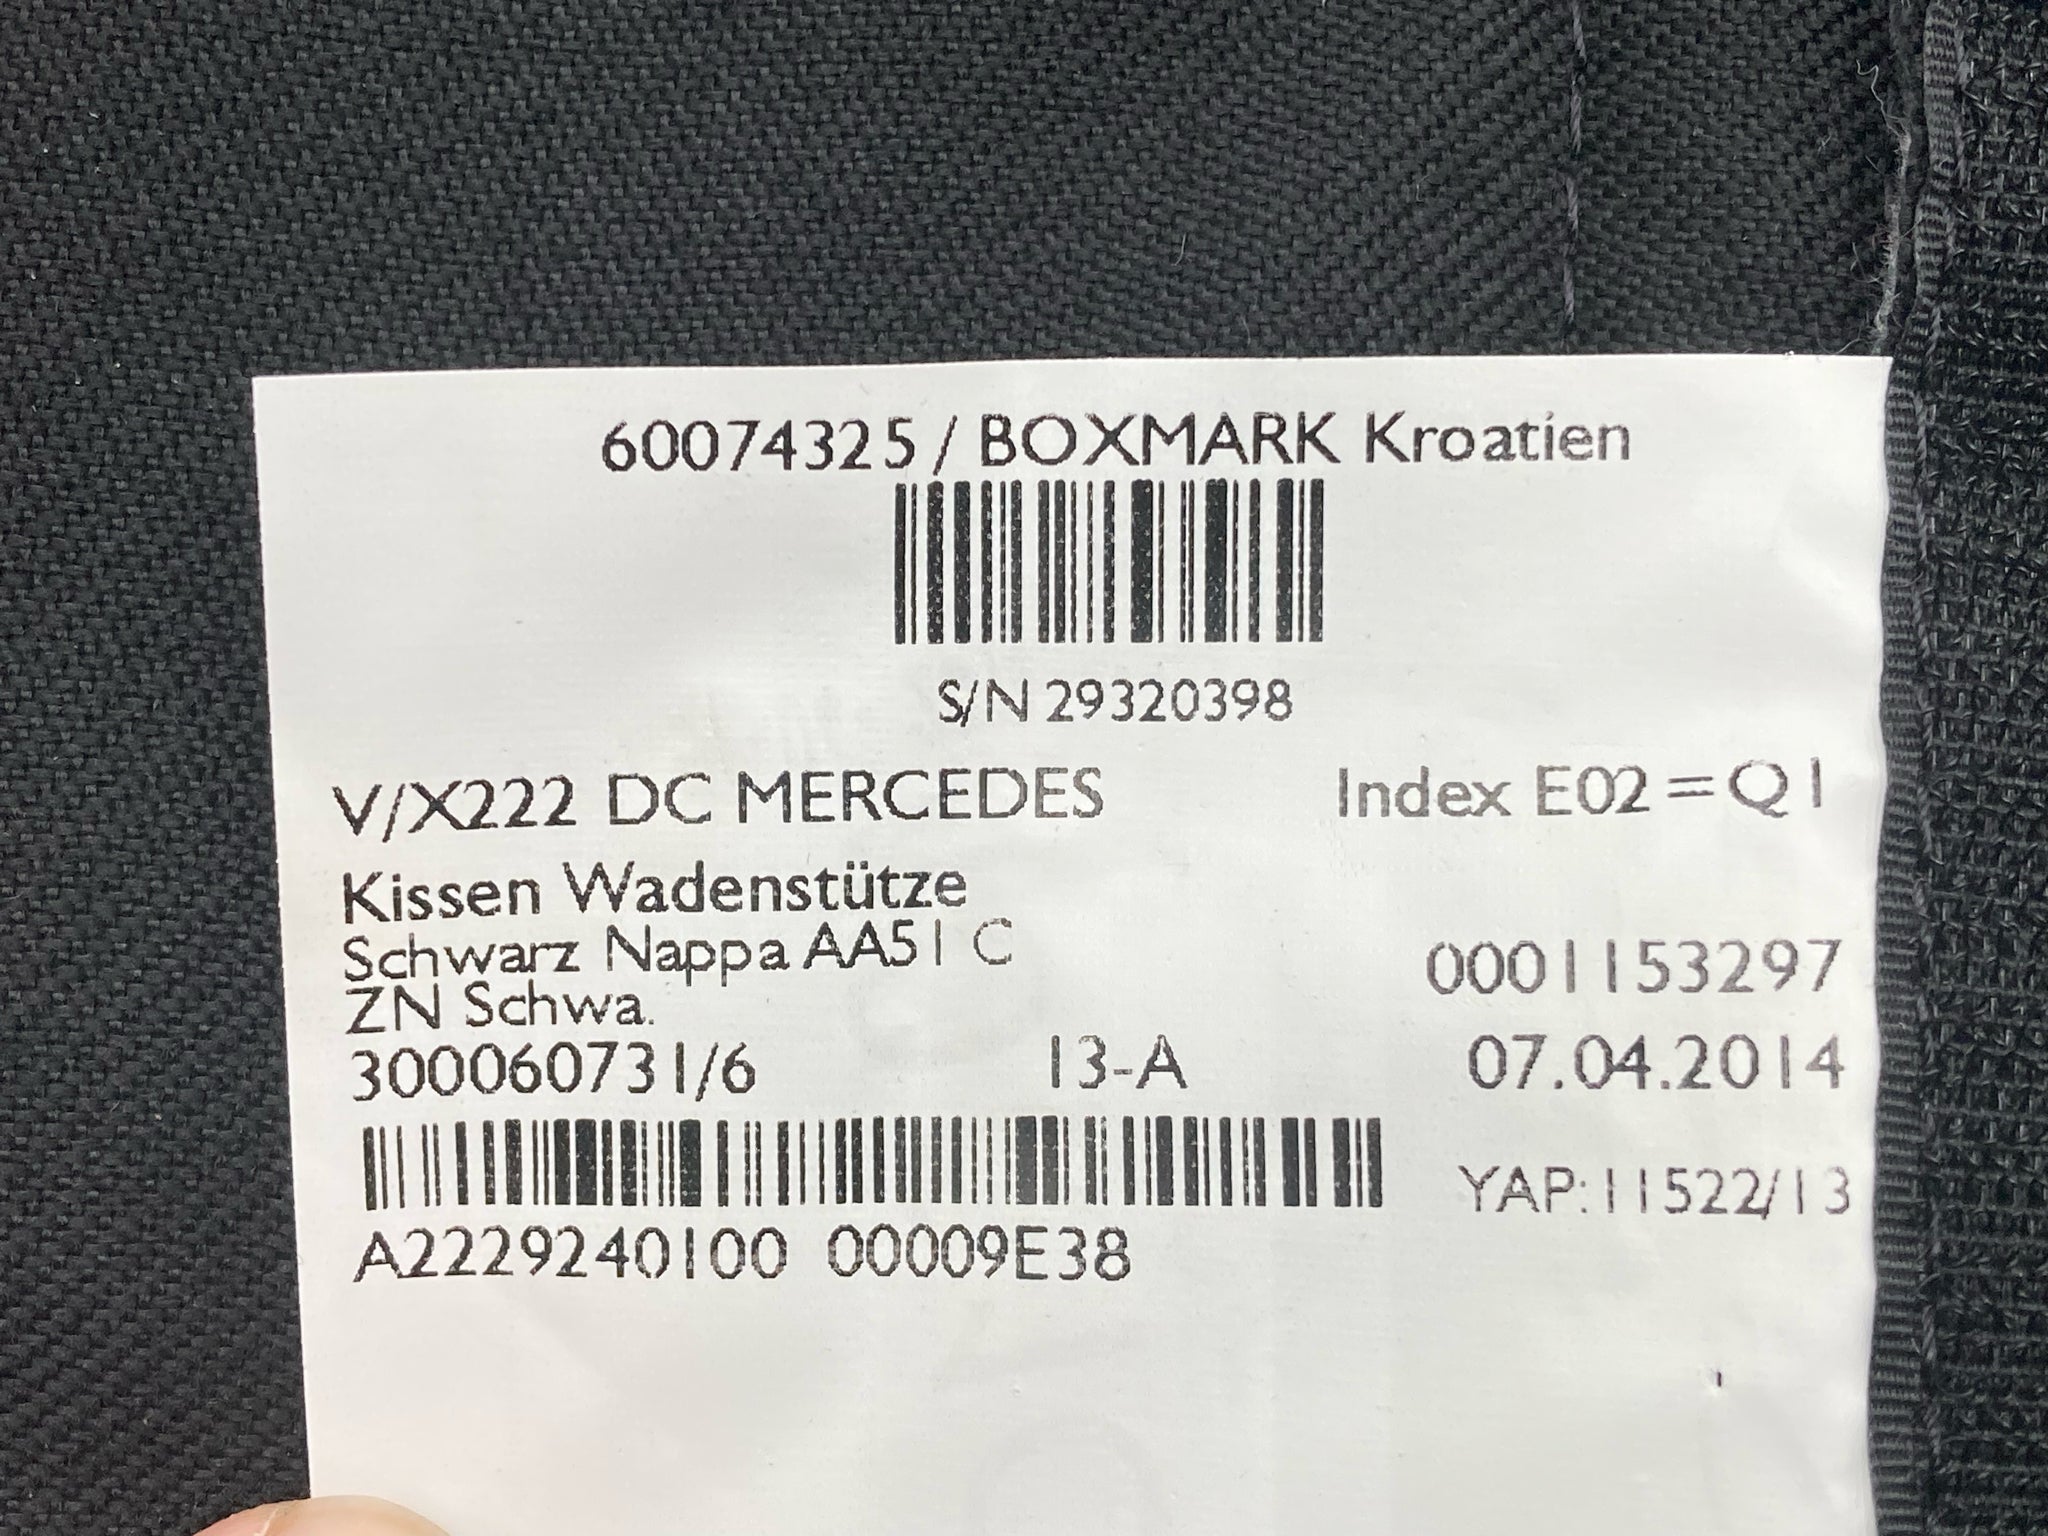 60074325 / BOXMARK Kroatien
S/N 29320398
V/X222 DC MERCEDES Index E02 = Q1
Kissen Wadenstütze
Schwarz Nappa AA51 C 0001153297
ZN Schwa.
300060731/6 13-A 07.04.2014
YAP:11522/13
A2229240100 00009E38